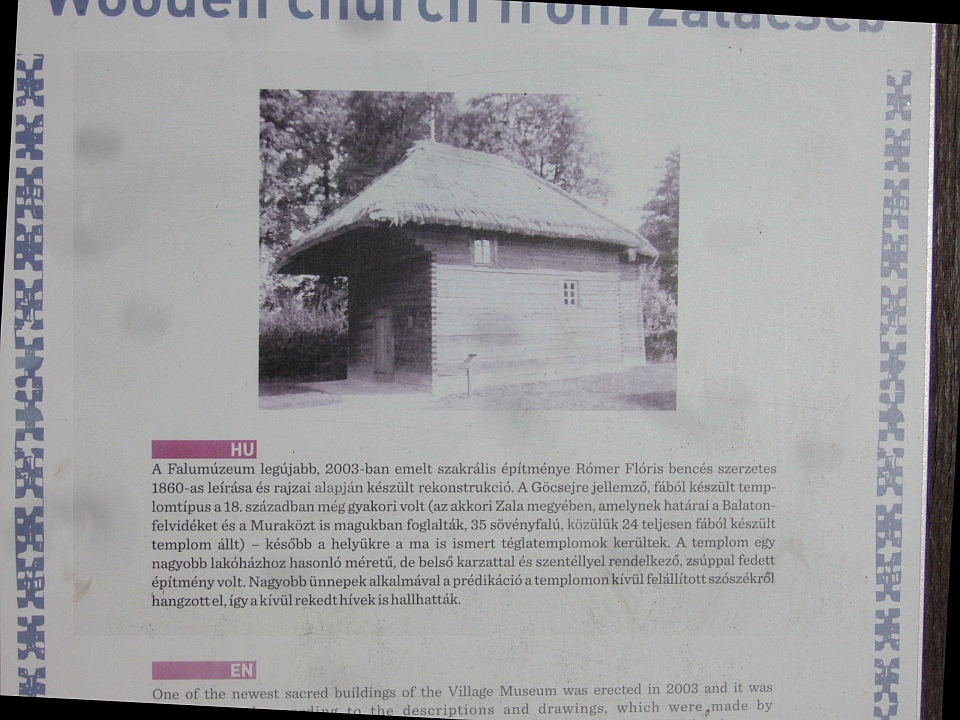 Wooden church from Zalacséb
HU
A Falumúzeum legújabb, 2003-ban emelt szakrális építménye Rómer Flóris bencés szerzetes
1860-as leírása és rajzai alapján készült rekonstrukció. A Göcsejre jellemző, fából készült temp-
lomtípus a 18. században még gyakori volt (az akkori Zala megyében, amelynek határai a Balaton-
felvidéket és a Muraközt is magukban foglalták, 35 sövényfalú, közülük 24 teljesen fából készült
templom állt) – később a helyükre a ma is ismert téglatemplomok kerültek. A templom egy
nagyobb lakóházhoz hasonló méretű, de belső karzattal és szentéllyel rendelkező, zsúppal fedett
építmény volt. Nagyobb ünnepek alkalmával a prédikáció a templomon kívül felállított szószékről
hangzott el, így a kívül rekedt hívek is hallhatták.
EN
One of the newest sacred buildings of the Village Museum was erected in 2003 and it was
to the descriptions and drawings, which were made by